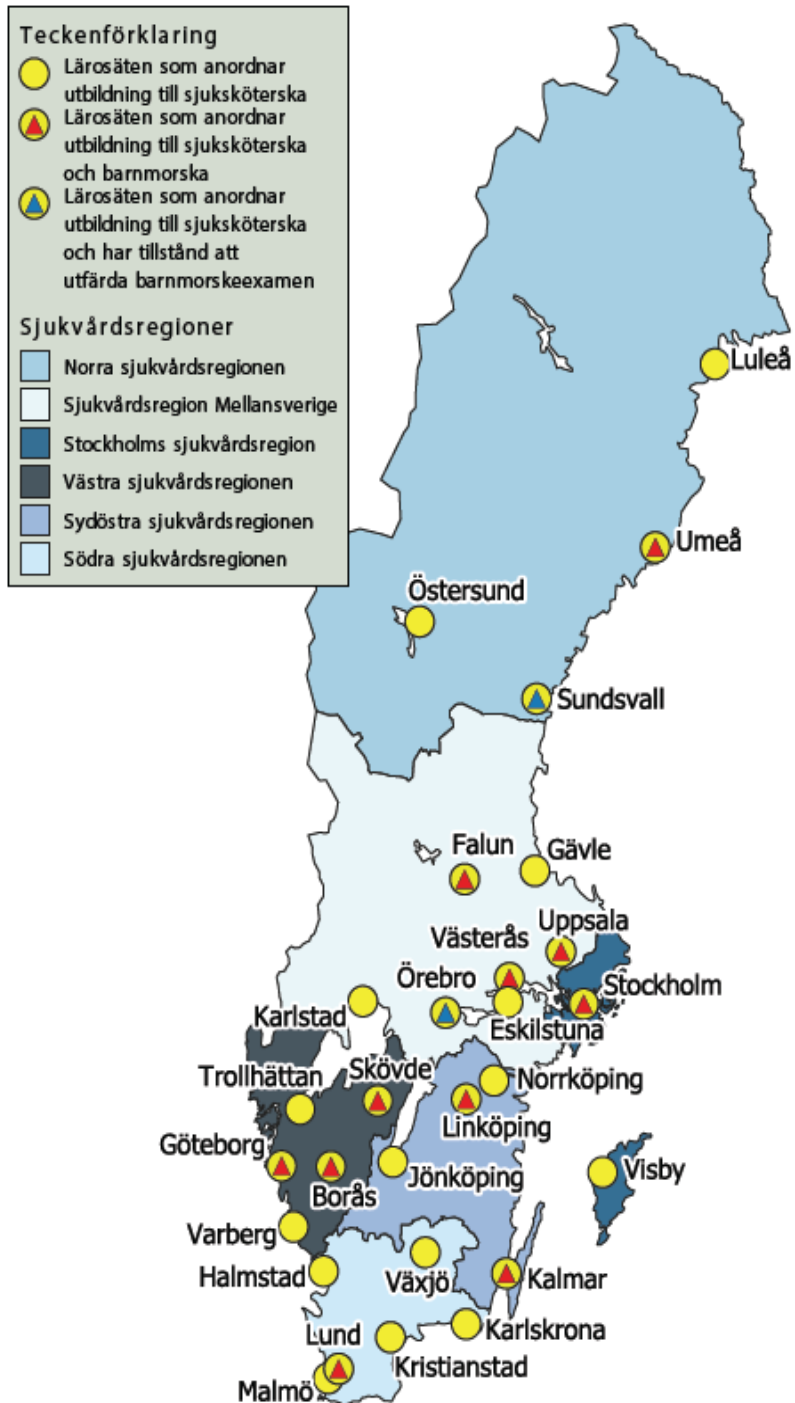 Teckenförklaring
Lärosäten som anordnar
utbildning till sjuksköterska
Lärosäten som anordnar
utbildning till sjuksköterska
och barnmorska
Lärosäten som anordnar
utbildning till sjuksköterska
och har tillstånd att
utfärda barnmorskeexamen
Sjukvårdsregioner
Norra sjukvårdsregionen
Sjukvårdsregion Mellansverige
Stockholms sjukvårdsregion
Västra sjukvårdsregionen
Sydöstra sjukvårdsregionen
Södra sjukvårdsregionen
Luleå
Umeå
Östersund
Sundsvall
Falun
Gävle
Uppsala
Västerås
Örebro
Stockholm
Karlstad
Eskilstuna
Skövde
Trollhättan
Norrköping
Linköping
Göteborg
Borås
Jönköping
Visby
Varberg
Halmstad
Växjö
Kalmar
Karlskrona
Lund
Kristianstad
Malmö